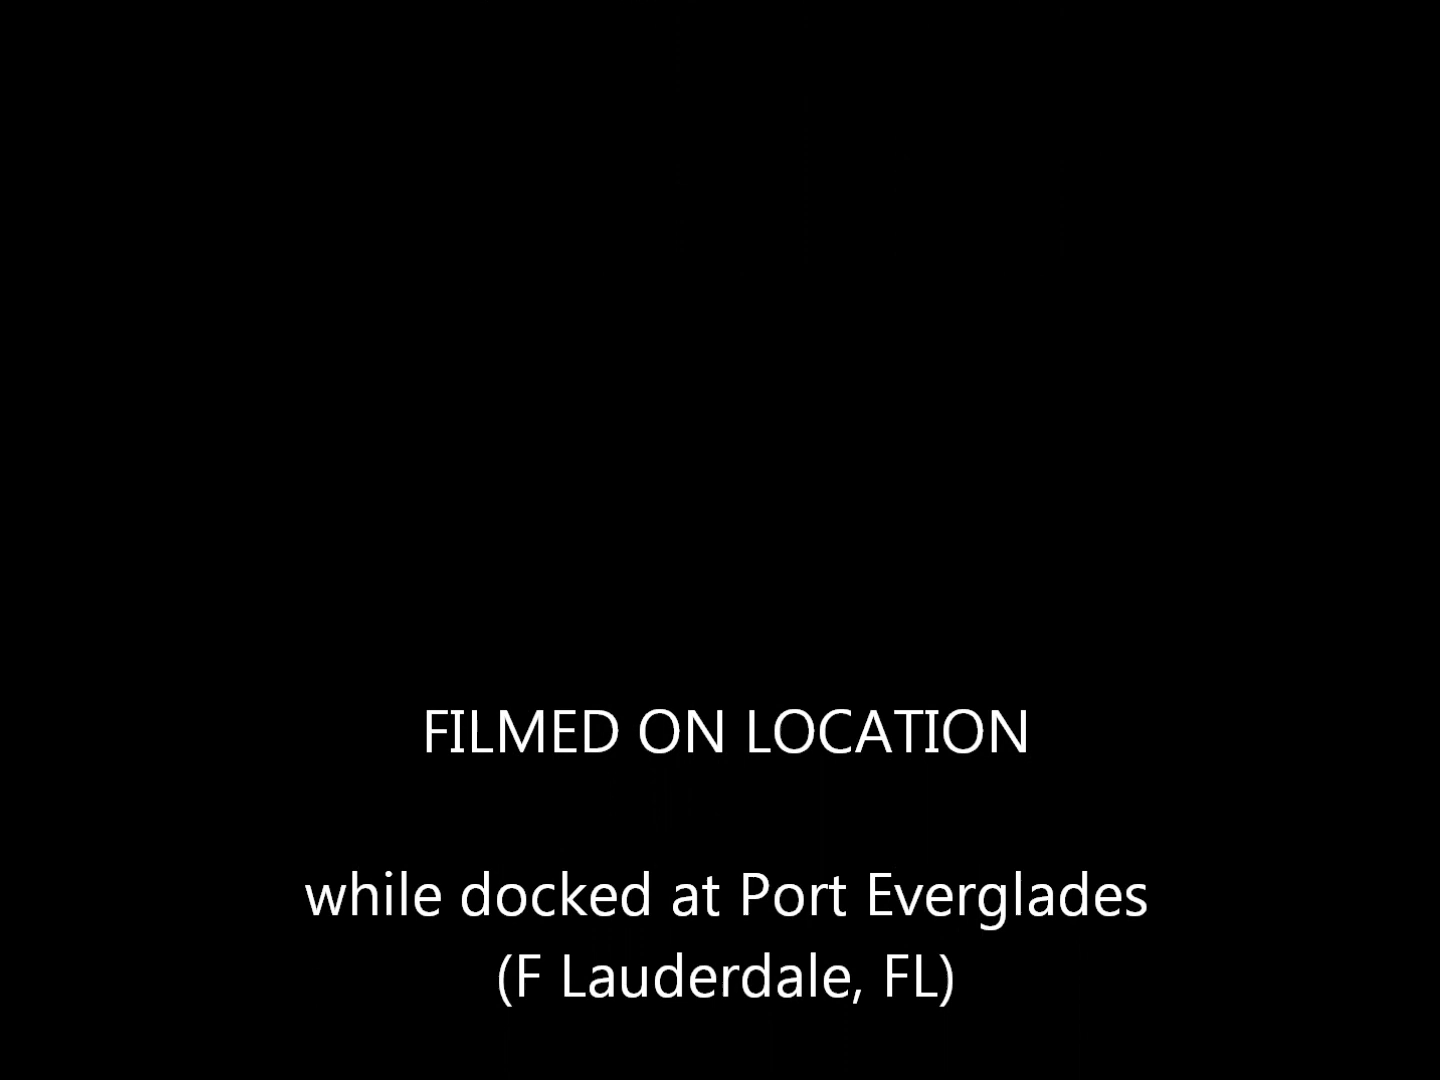 FILMED ON LOCATION
while docked at Port Everglades
(F Lauderdale, FL)